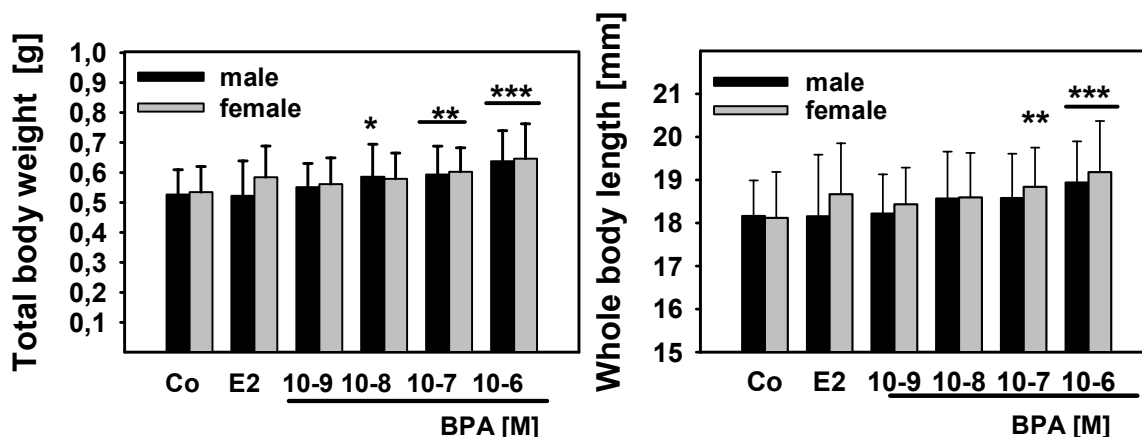 Total body weight [g]
1,0
0,9
0,8
0,7
0,6
0,5
0,4
0,3
0,2
0,1
male
female
*
**
***
Co E2 10-9 10-8 10-7 10-6
BPA [M]
Whole body length [mm]
21
20
19
18
17
16
15
male
female
**
***
Co E2 10-9 10-8 10-7 10-6
BPA [M]